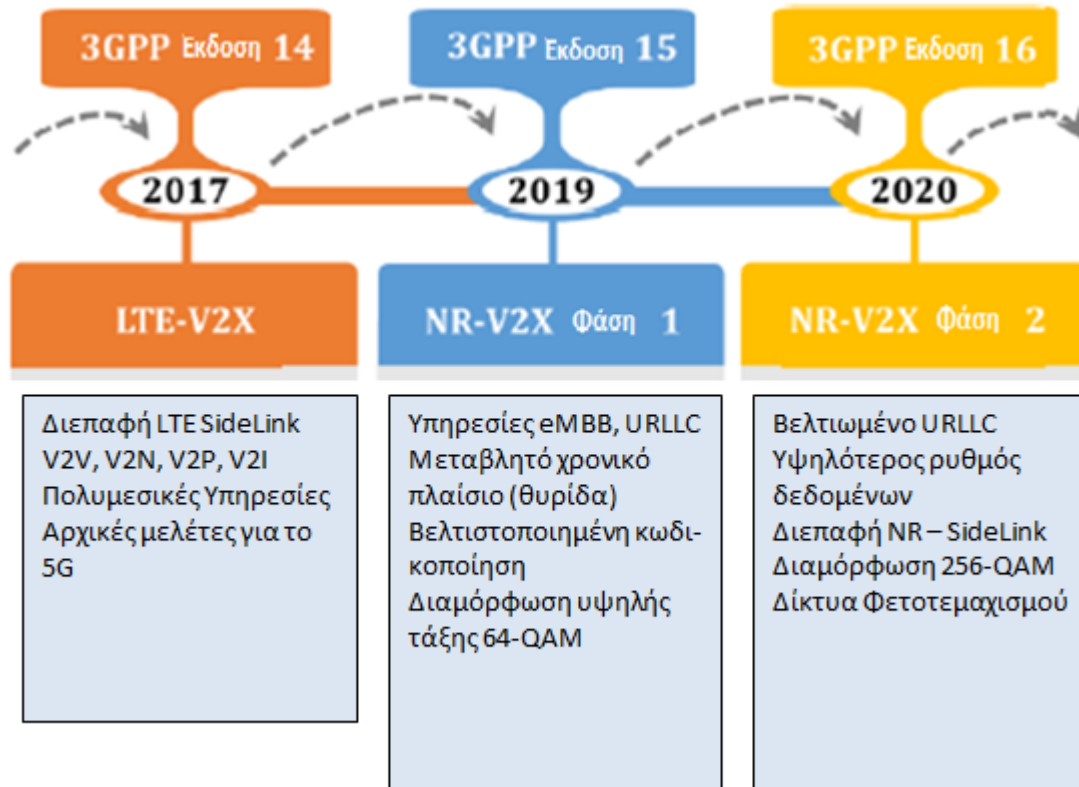 3GPP Έκδοση 14
3GPP Έκδοση 15
3GPP Έκδοση 16
2017
2019
2020
LTE-V2X
NR-V2X Φάση 1
NR-V2X Φάση 2
Διεπαφή LTE SideLink
V2V, V2N, V2P, V2I
Πολυμεσικές Υπηρεσίες
Αρχικές μελέτες για το
5G
Υπηρεσίες eMBB, URLLC
Μεταβλητό χρονικό
πλαίσιο (θυρίδα)
Βελτιστοποιημένη κωδι-
κοποίηση
Διαμόρφωση υψηλής
τάξης 64-QAM
Βελτιωμένο URLLC
Υψηλότερος ρυθμός
δεδομένων
Διεπαφή NR – SideLink
Διαμόρφωση 256-QAM
Δίκτυα Φετοτεμαχισμού